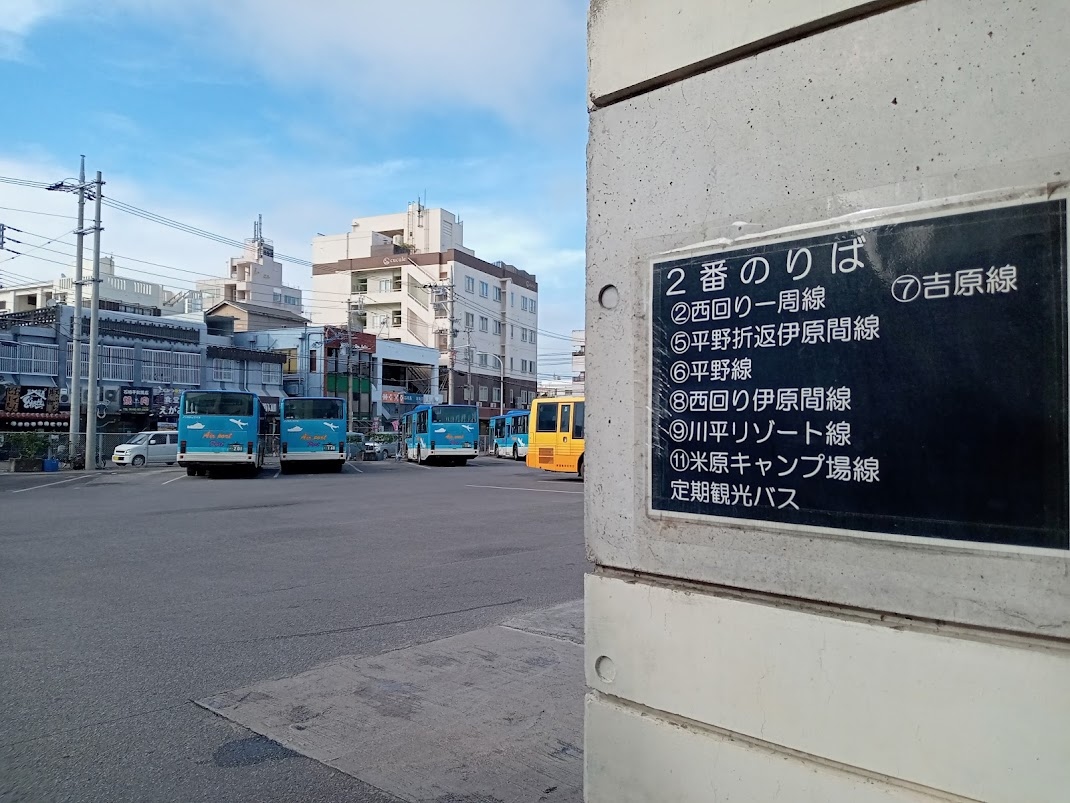 2番のりば
②西回り一周線
⑦吉原線
⑤平野折返伊原間線
⑥平野線
⑧西回り伊原間線
⑨川平リゾート線
⑪米原キャンプ場線
定期観光バス